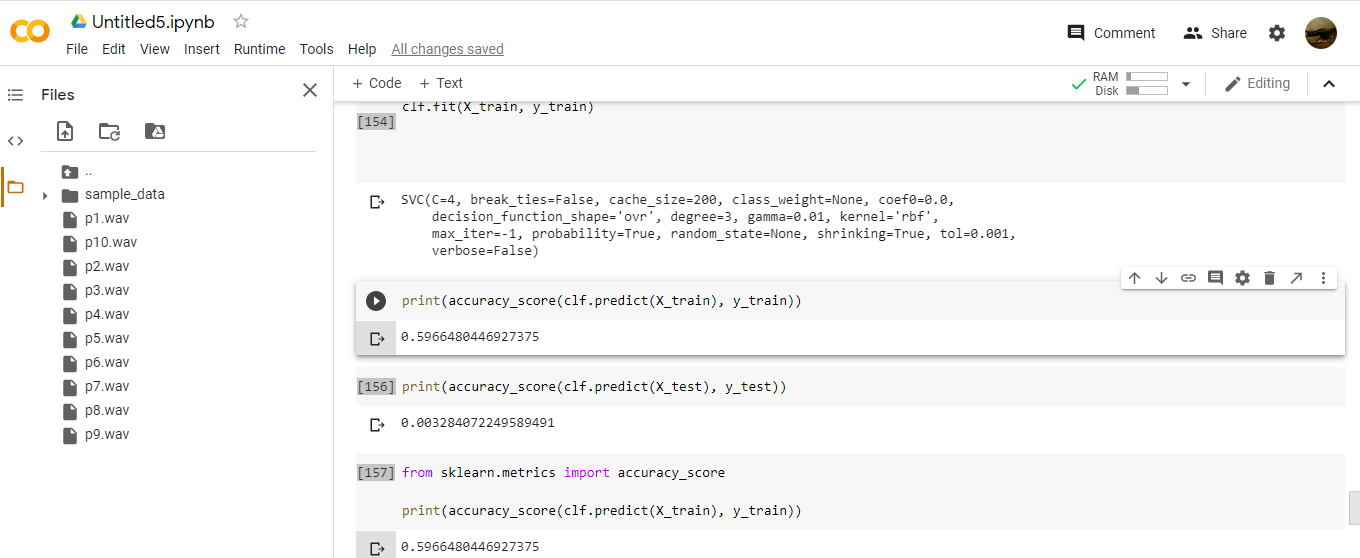 Untitled5.ipynb
File Edit View Insert Runtime Tools Help All changes saved
Comment Share
Files
+ Code + Text
RAM
Disk
Editing
..
sample_data
p1.wav
p10.wav
p2.wav
p3.wav
p4.wav
p5.wav
p6.wav
p7.wav
p8.wav
p9.wav
clf.fit(X_train, y_train)
[154]
SVC(C=4, break_ties=False, cache_size=200, class_weight=None, coef0=0.0,
decision_function_shape='ovr', degree=3, gamma=0.01, kernel='rbf',
max_iter=-1, probability=True, random_state=None, shrinking=True, tol=0.001,
verbose=False)
print(accuracy_score(clf.predict(X_train), y_train))
0.5966480446927375
[156] print(accuracy_score(clf.predict(X_test), y_test))
0.003284072249589491
[157] from sklearn.metrics import accuracy_score
print(accuracy_score(clf.predict(X_train), y_train))
0.5966480446927375